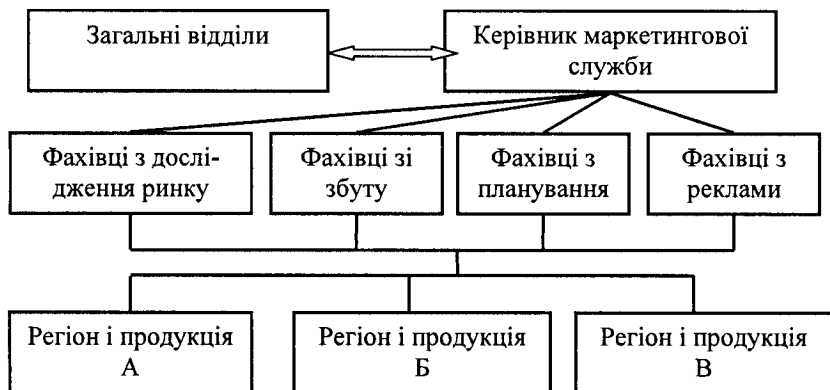 Загальні відділи
Керівник маркетингової
служби
Фахівці з дослі-
дження ринку
Фахівці зі
збуту
Фахівці з
планування
Фахівці з
реклами
Регіон і продукція
А
Регіон і продукція
Б
Регіон і продукція
В